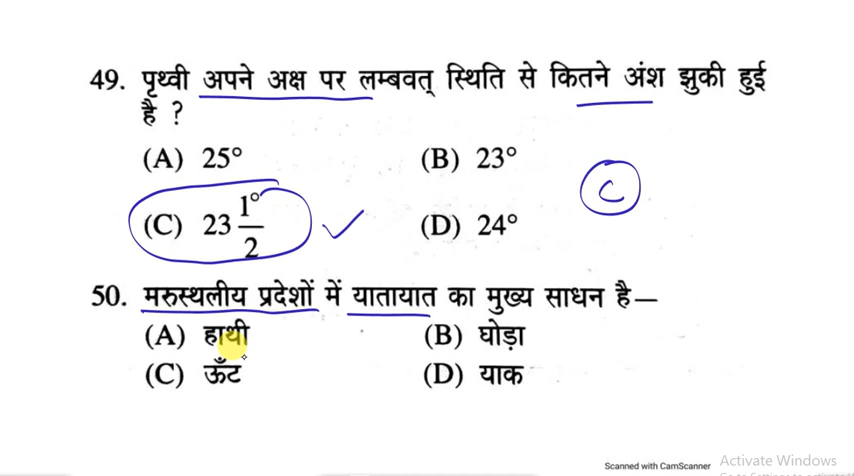 49. पृथ्वी अपने अक्ष पर लम्बवत् स्थिति से कितने अंश झुकी हुई
है ?
(A) 25° (B) 23°
C
(C) 23 1°/2 (D) 24°
50. मरुस्थलीय प्रदेशों में यातायात का मुख्य साधन है—
(A) हाथी (B) घोड़ा
(C) ऊँट (D) याक
Scanned with CamScanner
Activate Windows